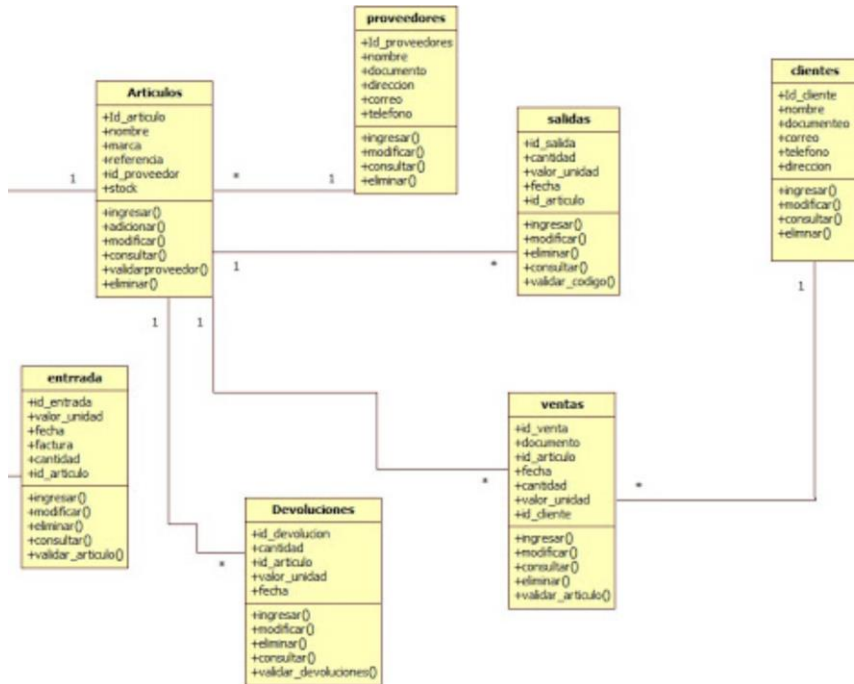 proveedores
+Id_proveedores
+nombre
+documento
+direccion
+correo
+telefono
+ingresar()
+modificar()
+consultar()
+eliminar()
clientes
+Id_cliente
+nombre
+documenteo
+correo
+telefono
+direccion
+ingresar()
+modificar()
+consultar()
+elimnar()
Articulos
+Id_articulo
+nombre
+marca
+referencia
+id_proveedor
+stock
+ingresar()
+adicionar()
+modificar()
+consultar()
+validarproveedor()
+eliminar()
salidas
+id_salida
+cantidad
+valor_unidad
+fecha
+id_articulo
+ingresar()
+modificar()
+eliminar()
+consultar()
+validar_codigo()
1
*
1
1
*
1
1
1
entrrada
+id_entrada
+valor_unidad
+fecha
+factura
+cantidad
+id_articulo
+ingresar()
+modificar()
+eliminar()
+consultar()
+validar_articulo()
ventas
+id_venta
+documento
+id_articulo
+fecha
+cantidad
+valor_unidad
+id_cliente
+ingresar()
+modificar()
+consultar()
+eliminar()
+validar_articulo()
*
*
Devoluciones
+id_devolucion
+cantidad
+id_articulo
+valor_unidad
+fecha
+ingresar()
+modificar()
+eliminar()
+consultar()
+validar_devoluciones()
*